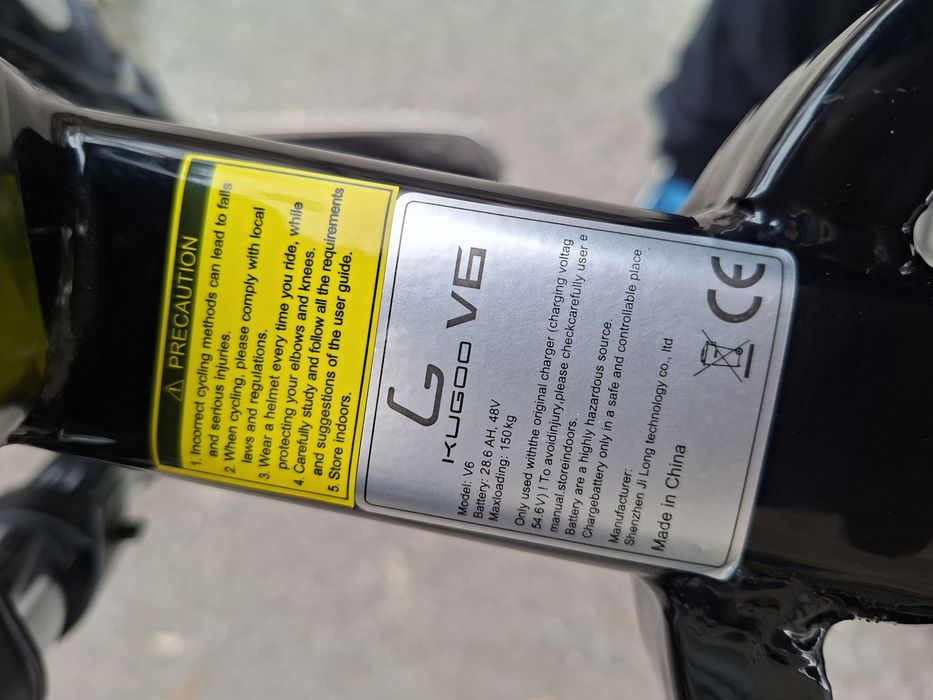 ⚠ PRECAUTION
1. Incorrect cycling methods can lead to falls
and serious injuries.
2. When cycling, please comply with local
laws and regulations.
3. Wear a helmet every time you ride, while
protecting your elbows and knees.
4. Carefully study and follow all the requirements
and suggestions of the user guide.
5. Store indoors.
KUGOO V6
Model: V6
Battery: 28.6 AH, 48V
Maxloading: 150kg
Only used withthe original charger (charging voltag
54.6V) ! To avoidinjury,please checkcarefully user e
manual.storeindoors.
Battery are a highly hazardous source.
Chargebattery only in a safe and controllable place .
Manufacturer:
Shenzhen Ji Long technology co., ltd
Made in China
CE